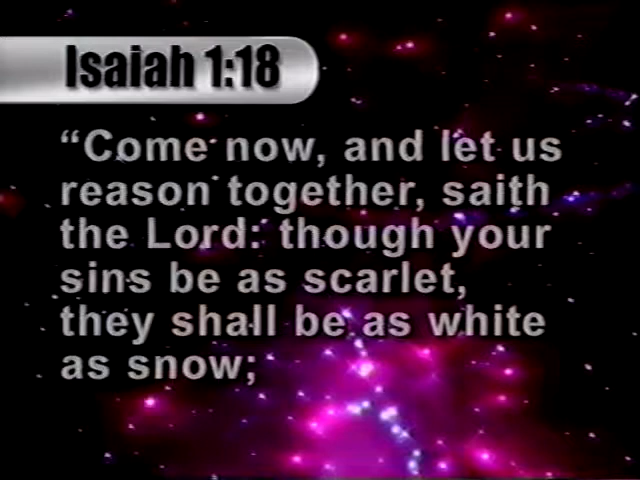 Isaiah 1:18
“Come now, and let us
reason together, saith
the Lord: though your
sins be as scarlet,
they shall be as white
as snow;